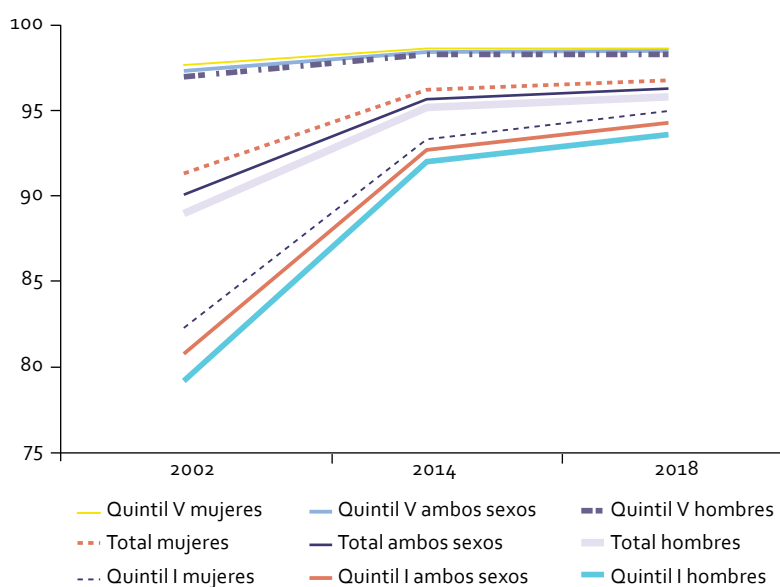 100
95
90
85
80
75
2002 2014 2018
Quintil V mujeres Quintil V ambos sexos Quintil V hombres
Total mujeres Total ambos sexos Total hombres
Quintil I mujeres Quintil I ambos sexos Quintil I hombres